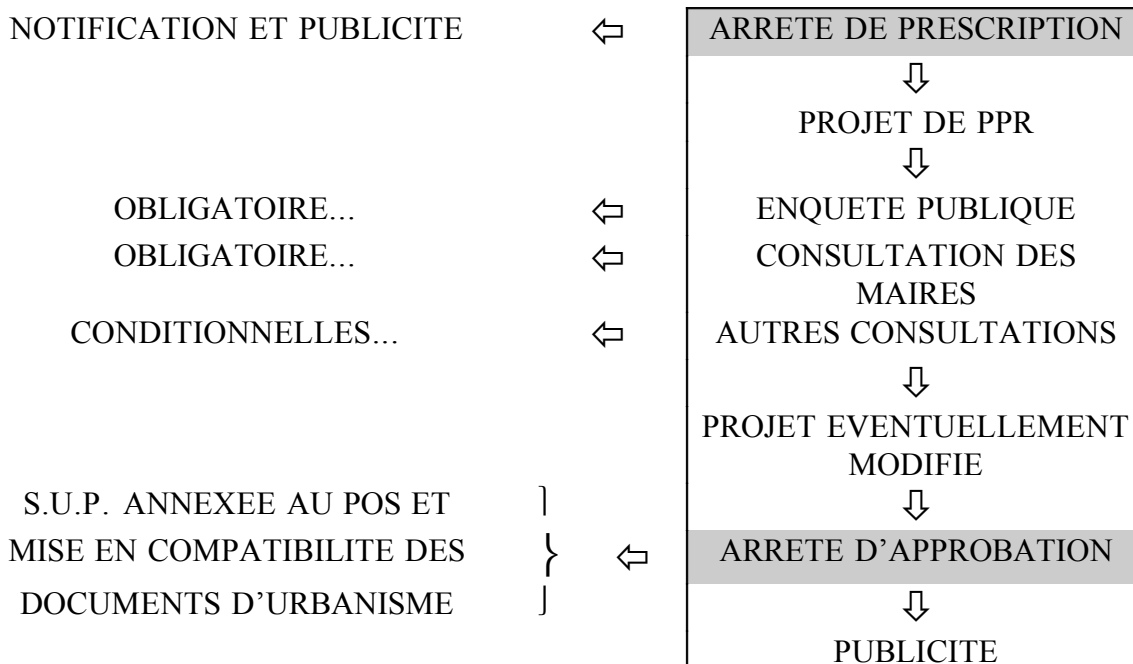 NOTIFICATION ET PUBLICITE ⇦ ARRETE DE PRESCRIPTION
⇩
PROJET DE PPR
⇩
OBLIGATOIRE… ⇦ ENQUETE PUBLIQUE
OBLIGATOIRE… ⇦ CONSULTATION DES
MAIRES
CONDITIONNELLES… ⇦ AUTRES CONSULTATIONS
⇩
PROJET EVENTUELLEMENT
MODIFIE
S.U.P. ANNEXEE AU POS ET ⇩
MISE EN COMPATIBILITE DES } ⇦ ARRETE D’APPROBATION
DOCUMENTS D’URBANISME ⇩
PUBLICITE